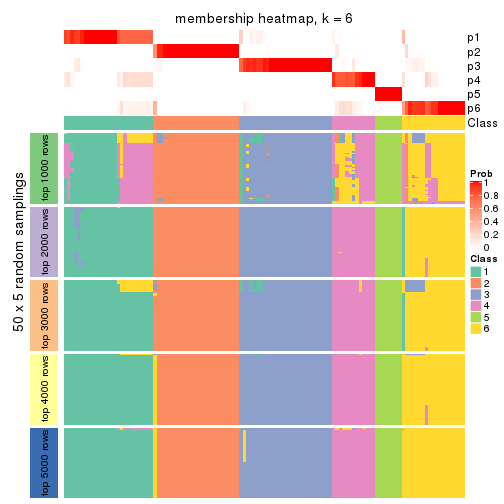 membership heatmap, k = 6
p1
p2
p3
p4
p5
p6
Class
50 x 5 random samplings
top 1000 rows
top 2000 rows
top 3000 rows
top 4000 rows
top 5000 rows
Prob
1
0.8
0.6
0.4
0.2
0
Class
1
2
3
4
5
6